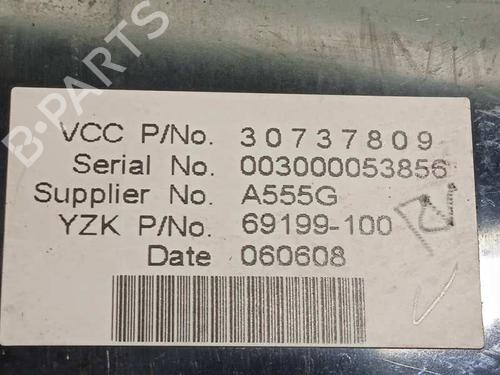 B-PARTS
VCC P/No. 30737809
Serial No. 003000053856
Supplier No. A555G
YZK P/No. 69199-100
Date 060608